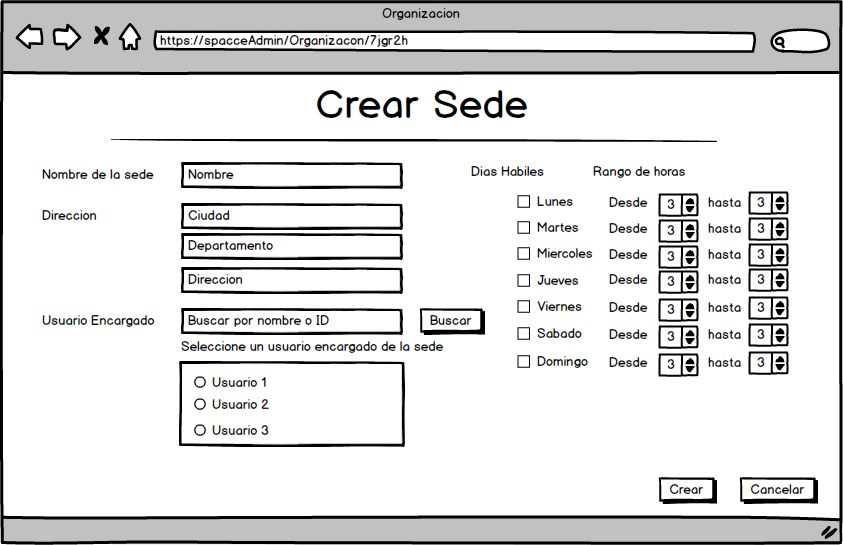 Organizacion
https://spacceAdmin/Organizacon/7jgr2h
Crear Sede
Nombre de la sede
Nombre
Direccion
Ciudad
Departamento
Direccion
Usuario Encargado
Buscar por nombre o ID
Buscar
Seleccione un usuario encargado de la sede
Usuario 1
Usuario 2
Usuario 3
Dias Habiles Rango de horas
Lunes Desde 3 hasta 3
Martes Desde 3 hasta 3
Miercoles Desde 3 hasta 3
Jueves Desde 3 hasta 3
Viernes Desde 3 hasta 3
Sabado Desde 3 hasta 3
Domingo Desde 3 hasta 3
Crear Cancelar